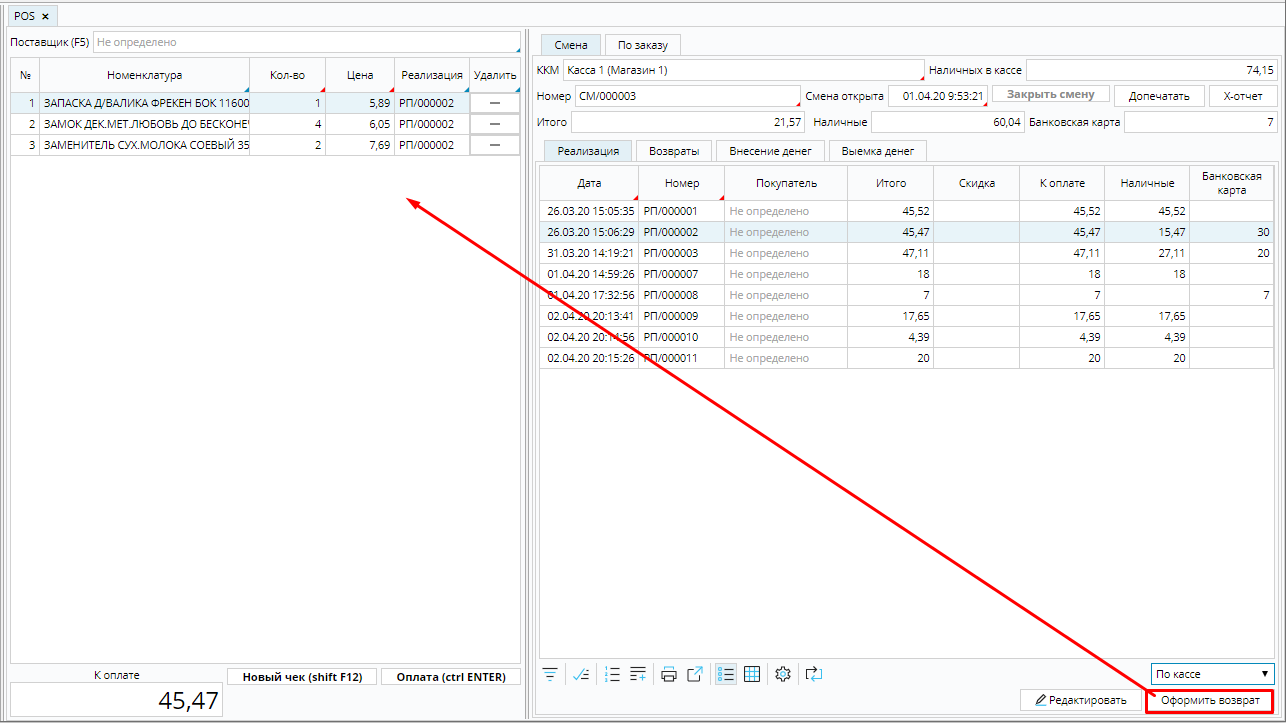 POS ×
Поставщик (F5) Не определено
№ Номенклатура Кол-во Цена Реализация Удалить
1 ЗАПАСКА Д/ВАЛИКА ФРЕКЕН БОК 11600 1 5,89 РП/000002 —
2 ЗАМОК ДЕК.МЕТ.ЛЮБОВЬ ДО БЕСКОНЕ 4 6,05 РП/000002 —
3 ЗАМЕНИТЕЛЬ СУХ.МОЛОКА СОЕВЫЙ 35 2 7,69 РП/000002 —
К оплате
45,47
Новый чек (shift F12) Оплата (ctrl ENTER)
Смена По заказу
ККМ Касса 1 (Магазин 1) Наличных в кассе 74,15
Номер СМ/000003 Смена открыта 01.04.20 9:53:21 Закрыть смену Допечатать X-отчет
Итого 21,57 Наличные 60,04 Банковская карта 7
Реализация Возвраты Внесение денег Выемка денег
Дата Номер Покупатель Итого Скидка К оплате Наличные Банковская
карта
26.03.20 15:05:35 РП/000001 Не определено 45,52 45,52 45,52
26.03.20 15:06:29 РП/000002 Не определено 45,47 45,47 15,47 30
31.03.20 14:19:21 РП/000003 Не определено 47,11 47,11 27,11 20
01.04.20 14:59:26 РП/000007 Не определено 18 18 18
01.04.20 17:32:56 РП/000008 Не определено 7 7 7
02.04.20 20:13:41 РП/000009 Не определено 17,65 17,65 17,65
02.04.20 20:14:56 РП/000010 Не определено 4,39 4,39 4,39
02.04.20 20:15:26 РП/000011 Не определено 20 20 20
По кассе
Редактировать Оформить возврат